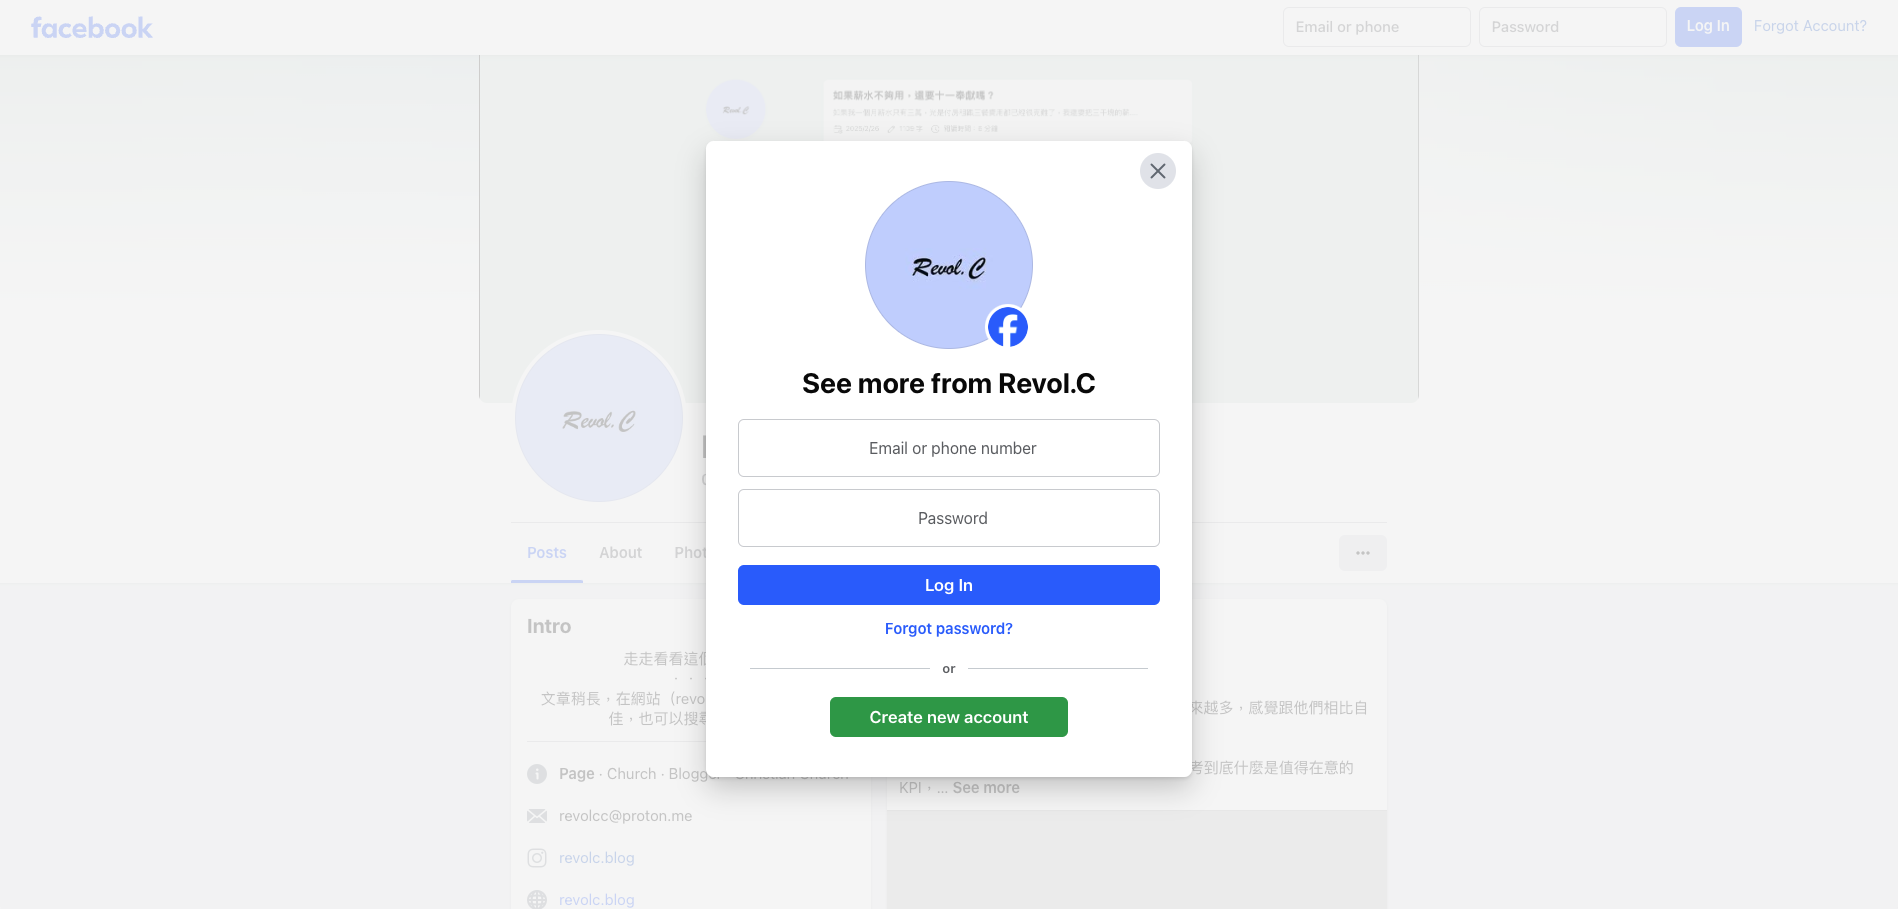 facebook
Email or phone
Password
Log In
Forgot Account?
Revol.C
如果薪水不夠用，還要十一奉獻嗎？
See more from Revol.C
Revol.C
Email or phone number
Password
Log In
Forgot password?
or
Create new account
Revol.C
Posts
About
Phot
Intro
走走看看這個
文章稍長，在網站（revo
佳，也可以搜尋
Page · Church · Blogger · Christian Church
revolcc@proton.me
revolc.blog
revolc.blog
來越多，感覺跟他們相比自
考到底什麼是值得在意的
KPI，... See more